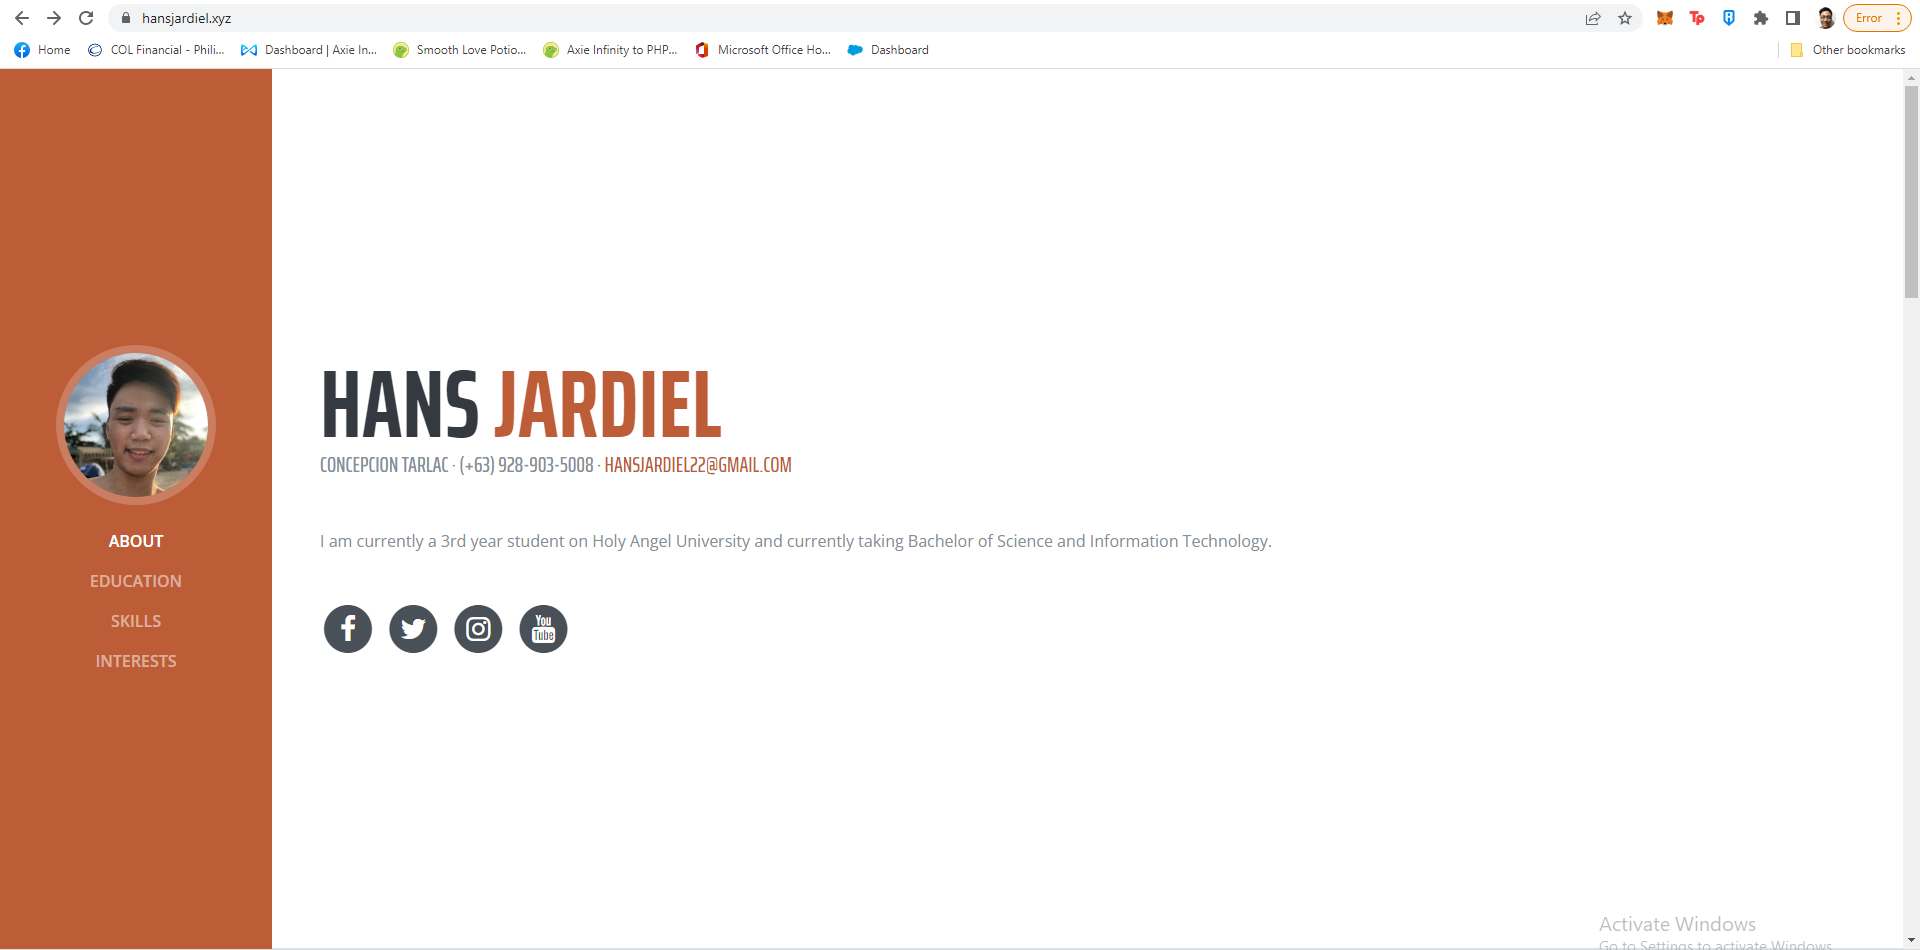 hansjardiel.xyz
Error
Home
COL Financial - Phili...
Dashboard | Axie In...
Smooth Love Potio...
Axie Infinity to PHP...
Microsoft Office Ho...
Dashboard
Other bookmarks
HANS JARDIEL
CONCEPCION TARLAC · (+63) 928-903-5008 · HANSJARDIEL22@GMAIL.COM
ABOUT
I am currently a 3rd year student on Holy Angel University and currently taking Bachelor of Science and Information Technology.
EDUCATION
SKILLS
INTERESTS
You
Tube
Activate Windows
Go to Settings to activate Windows.